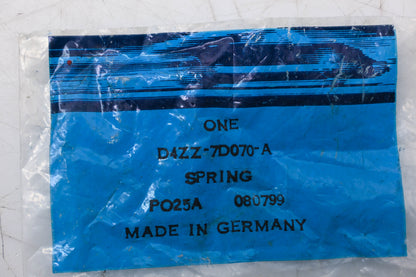 ONE
D4ZZ-7D070-A
SPRING
PO25A 080799
MADE IN GERMANY